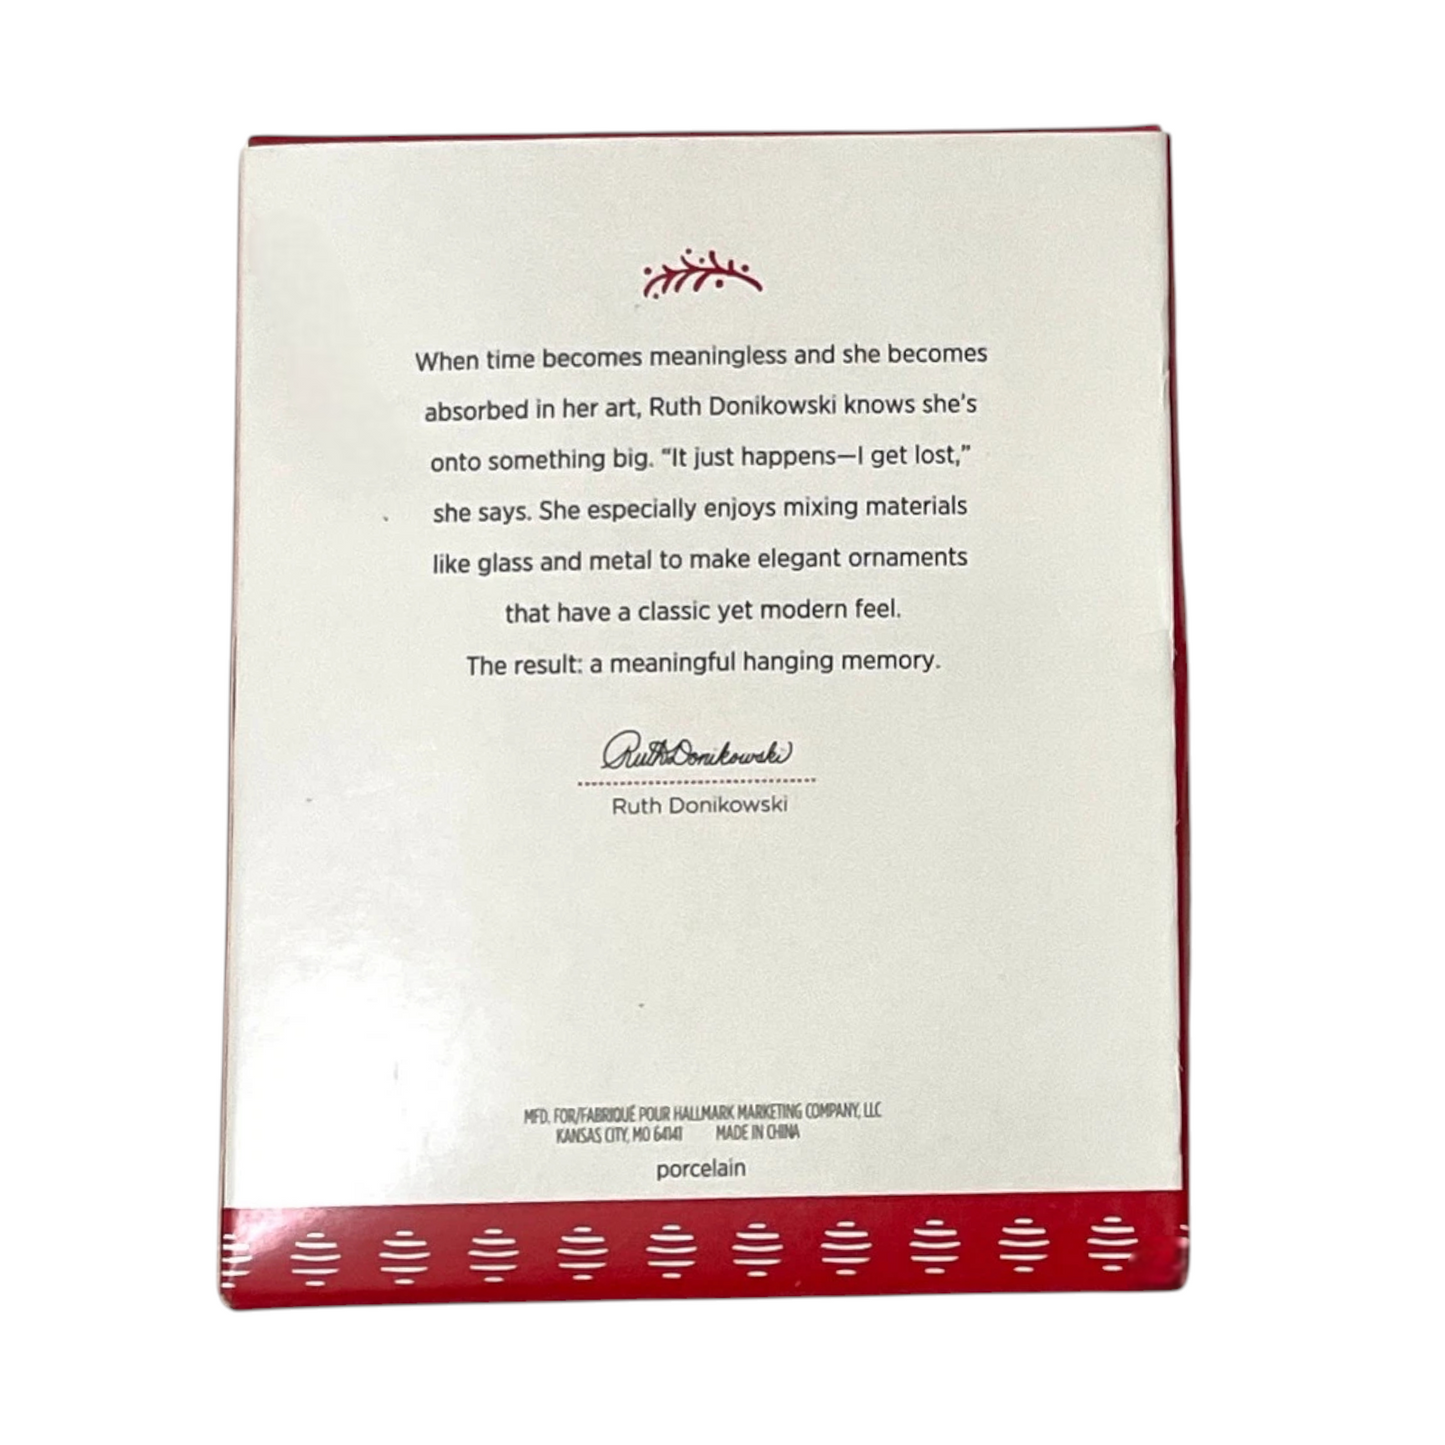 When time becomes meaningless and she becomes
absorbed in her art, Ruth Donikowski knows she's
onto something big. “It just happens—I get lost,”
she says. She especially enjoys mixing materials
like glass and metal to make elegant ornaments
that have a classic yet modern feel.
The result: a meaningful hanging memory.
Ruth Donikowski
Ruth Donikowski
MFD. FOR/FABRIQUÉ POUR HALLMARK MARKETING COMPANY, LLC
KANSAS CITY, MO 64141 MADE IN CHINA
porcelain